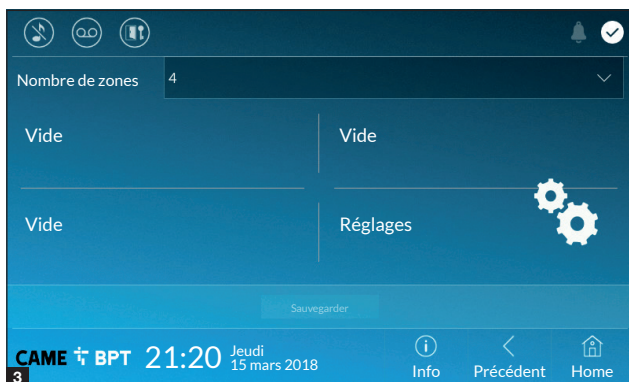 Nombre de zones 4
Vide Vide
Vide Réglages
Sauvegarder
CAME BPT 21:20 Jeudi
15 mars 2018
Info Précédent Home
3